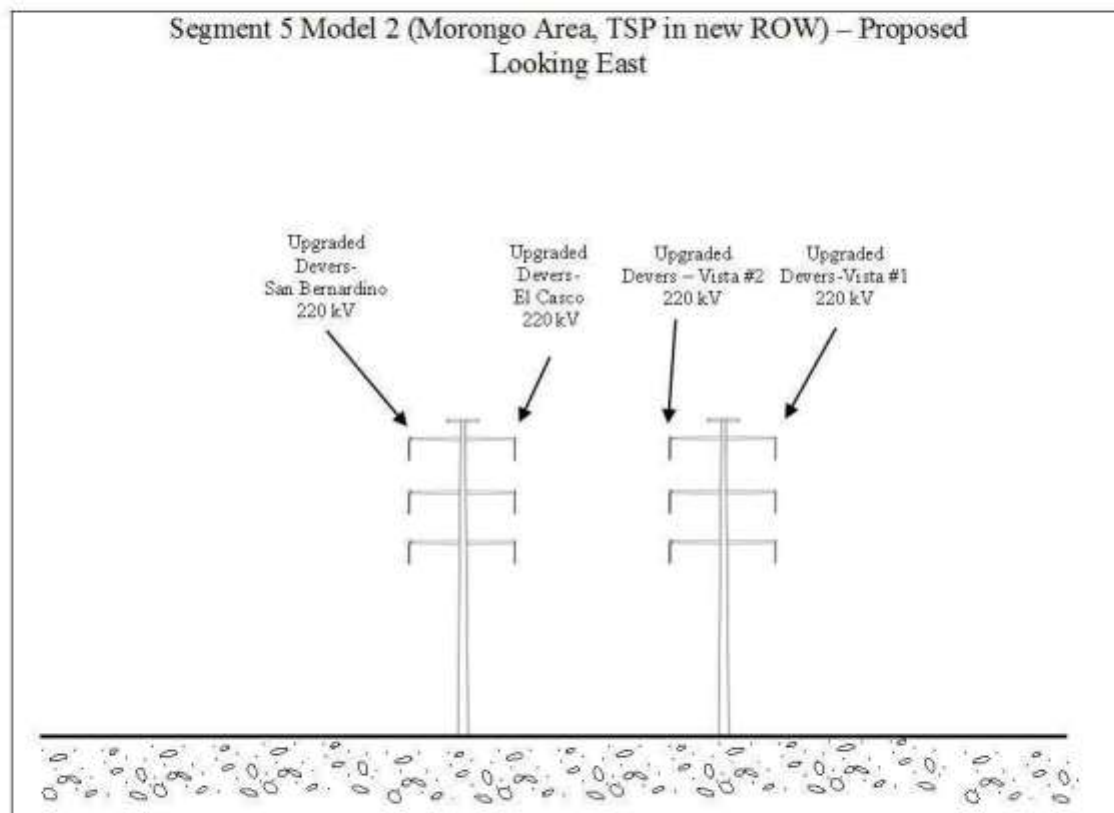 Segment 5 Model 2 (Morongo Area, TSP in new ROW) – Proposed
Looking East
Upgraded
Devers-
San Bernardino
220 kV
Upgraded
Devers-
El Casco
220 kV
Upgraded
Devers – Vista #2
220 kV
Upgraded
Devers-Vista #1
220 kV